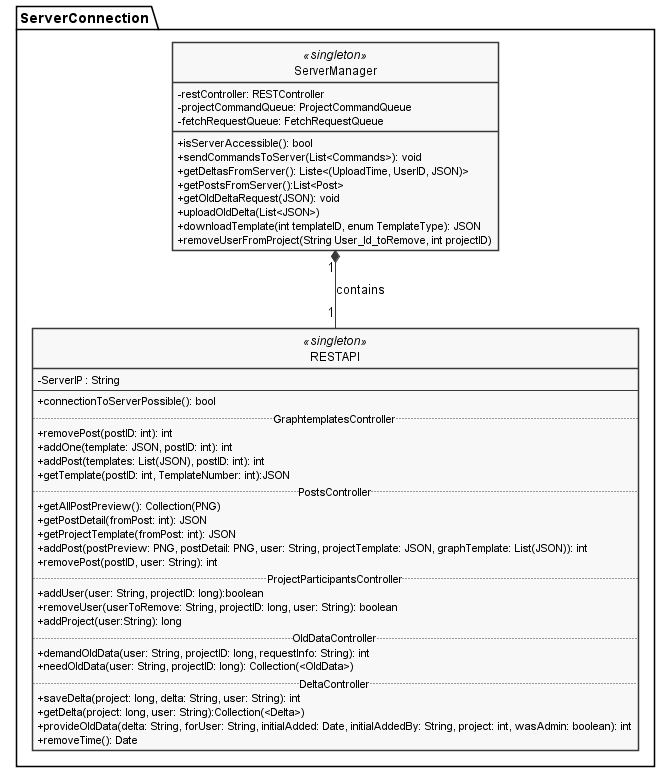 ServerConnection
«singleton»
ServerManager
-restController: RESTController
-projectCommandQueue: ProjectCommandQueue
-fetchRequestQueue: FetchRequestQueue
+isServerAccessible(): bool
+sendCommandsToServer(List<Commands>): void
+getDeltasFromServer(): Liste<(UploadTime, UserID, JSON)>
+getPostsFromServer():List<Post>
+getOldDeltaRequest(JSON): void
+uploadOldDelta(List<JSON>)
+downloadTemplate(int templateID, enum TemplateType): JSON
+removeUserFromProject(String User_Id_toRemove, int projectID)
1
contains
1
«singleton»
RESTAPI
-ServerIP : String
+connectionToServerPossible(): bool
GraphtemplatesController
+removePost(postID: int): int
+addOne(template: JSON, postID: int): int
+addPost(templates: List(JSON), postID: int): int
+getTemplate(postID: int, TemplateNumber: int):JSON
PostsController
+getAllPostPreview(): Collection(PNG)
+getPostDetail(fromPost: int): JSON
+getProjectTemplate(fromPost: int): JSON
+addPost(postPreview: PNG, postDetail: PNG, user: String, projectTemplate: JSON, graphTemplate: List(JSON)): int
+removePost(postID, user: String): int
ProjectParticipantsController
+addUser(user: String, projectID: long):boolean
+removeUser(userToRemove: String, projectID: long, user: String): boolean
+addProject(user:String): long
OldDataController
+demandOldData(user: String, projectID: long, requestInfo: String): int
+needOldData(user: String, projectID: long): Collection(<OldData>)
DeltaController
+saveDelta(project: long, delta: String, user: String): int
+getDelta(project: long, user: String):Collection(<Delta>)
+provideOldData(delta: String, forUser: String, initialAdded: Date, initialAddedBy: String, project: int, wasAdmin: boolean): int
+removeTime(): Date